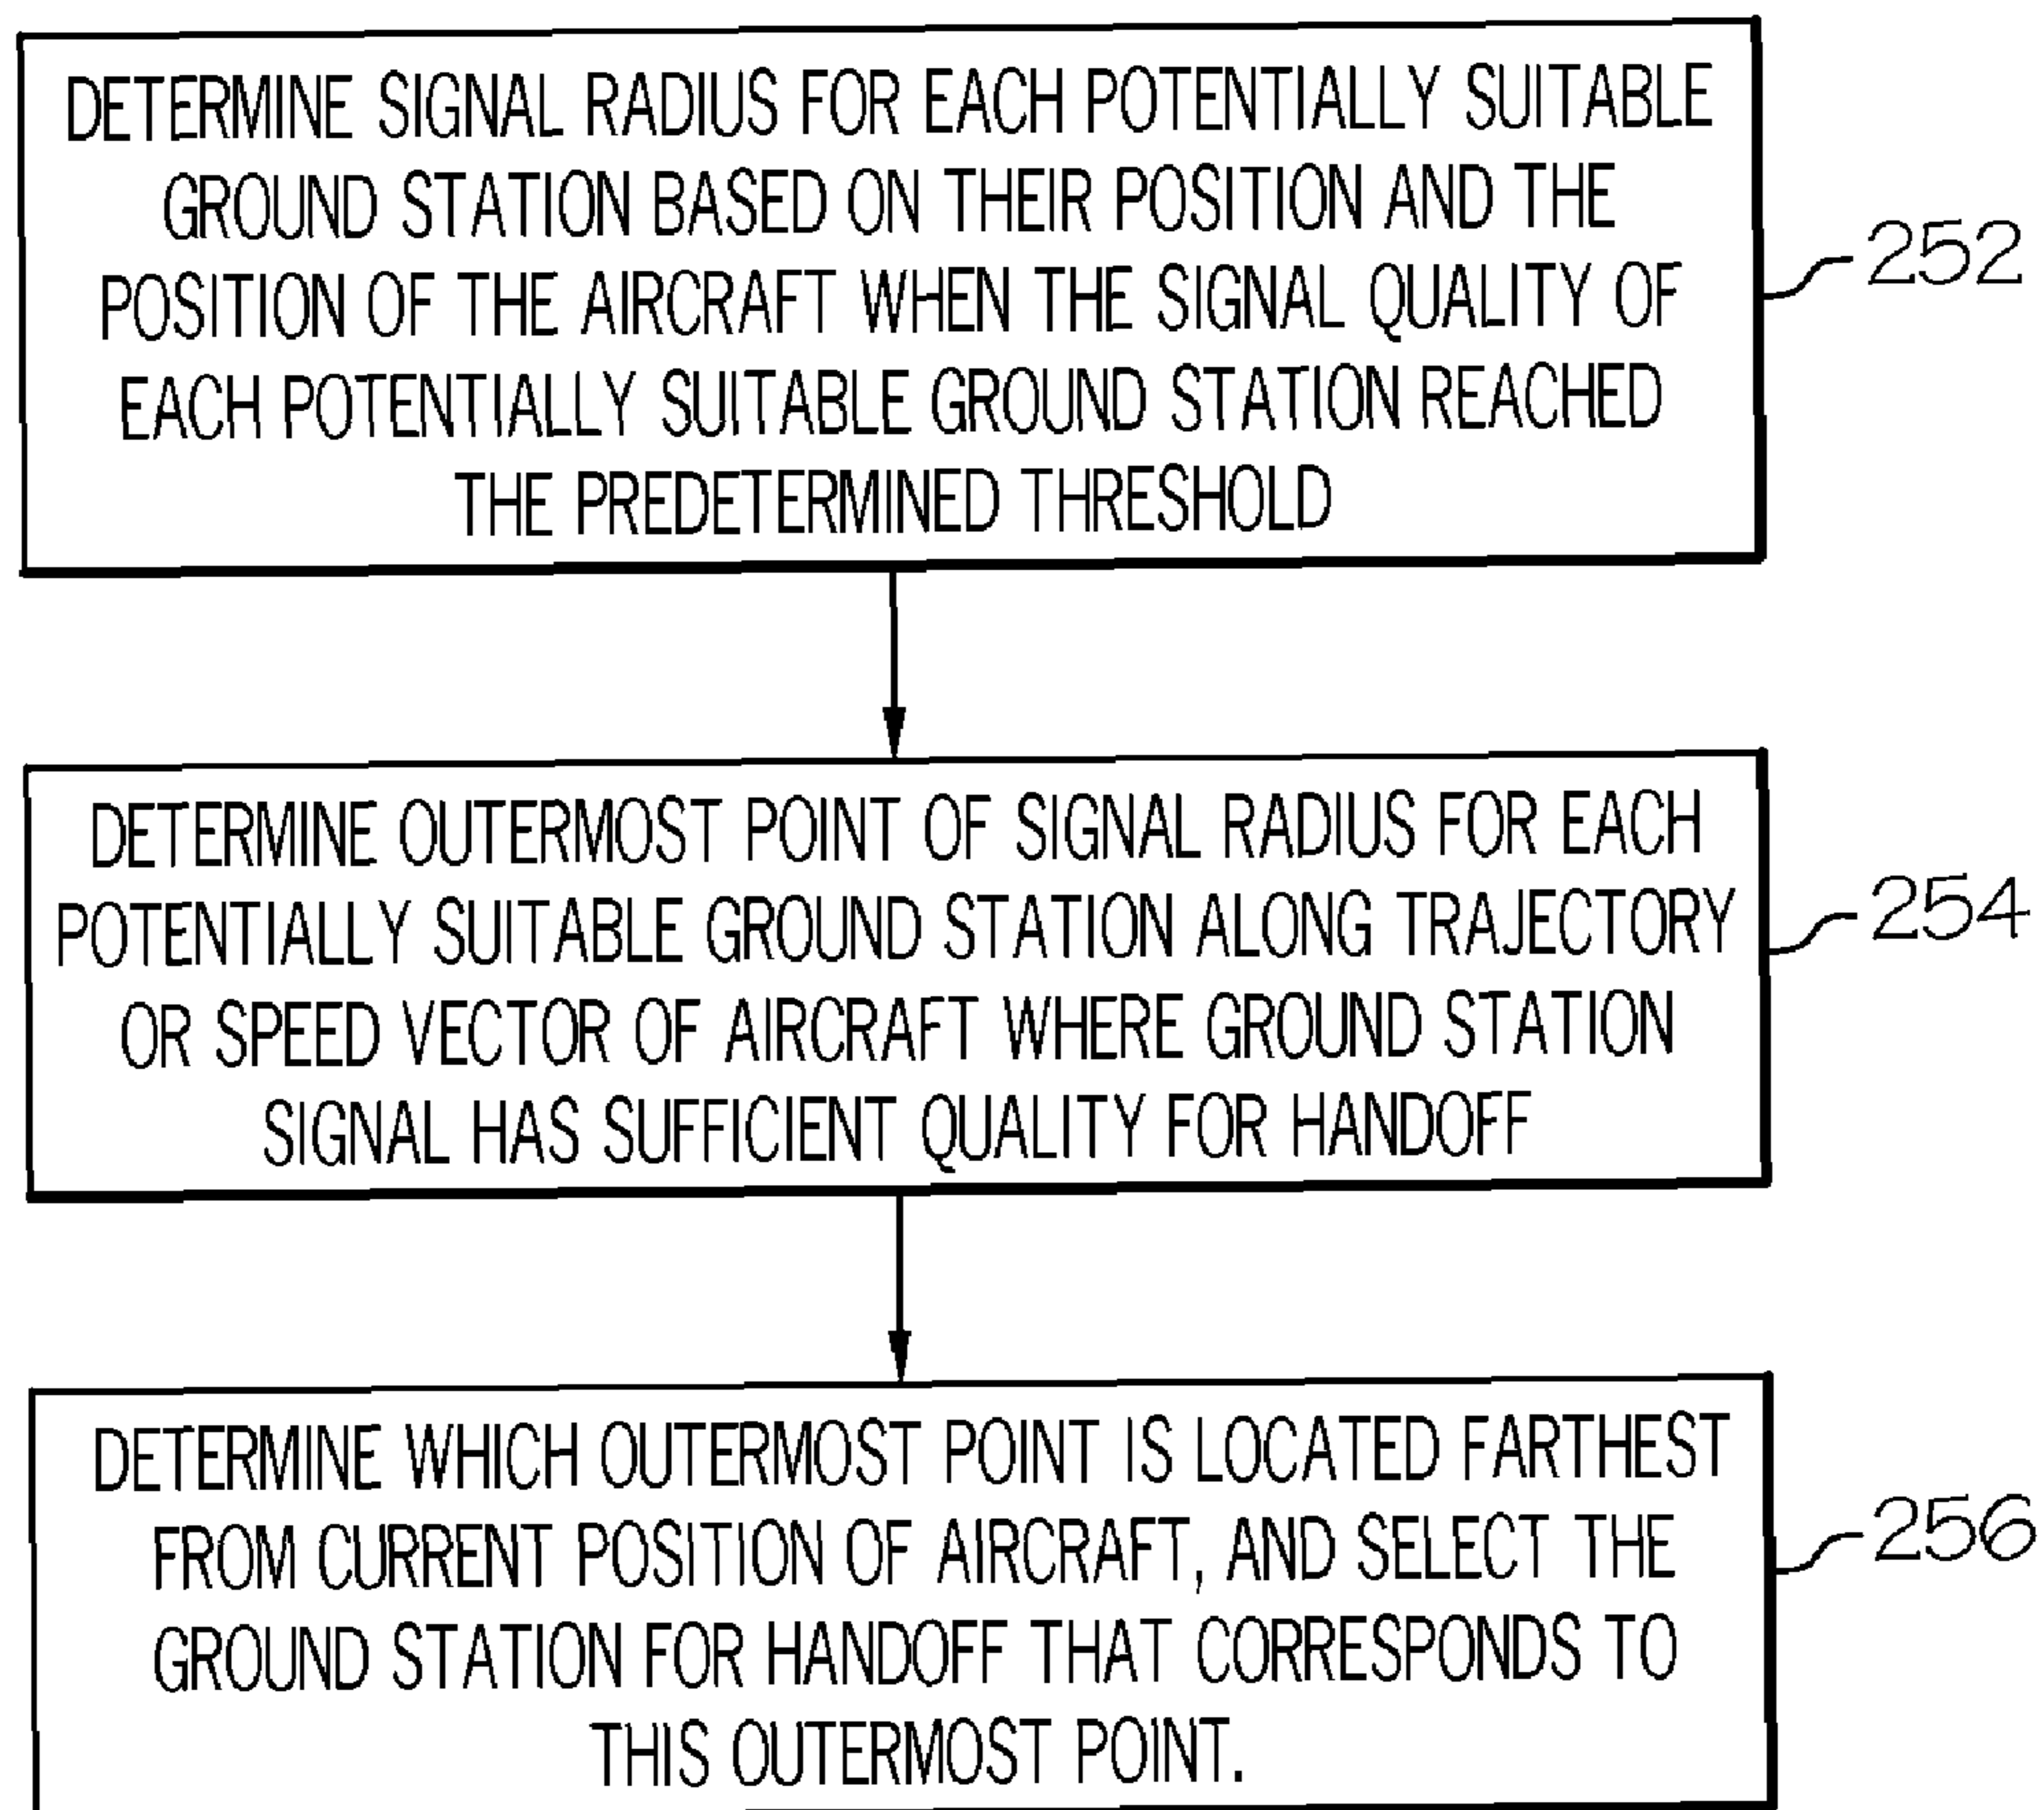 DETERMINE SIGNAL RADIUS FOR EACH POTENTIALLY SUITABLE
GROUND STATION BASED ON THEIR POSITION AND THE
POSITION OF THE AIRCRAFT WHEN THE SIGNAL QUALITY OF
EACH POTENTIALLY SUITABLE GROUND STATION REACHED
THE PREDETERMINED THRESHOLD
252
DETERMINE OUTERMOST POINT OF SIGNAL RADIUS FOR EACH
POTENTIALLY SUITABLE GROUND STATION ALONG TRAJECTORY
OR SPEED VECTOR OF AIRCRAFT WHERE GROUND STATION
SIGNAL HAS SUFFICIENT QUALITY FOR HANDOFF
254
DETERMINE WHICH OUTERMOST POINT IS LOCATED FARTHEST
FROM CURRENT POSITION OF AIRCRAFT, AND SELECT THE
GROUND STATION FOR HANDOFF THAT CORRESPONDS TO
THIS OUTERMOST POINT.
256